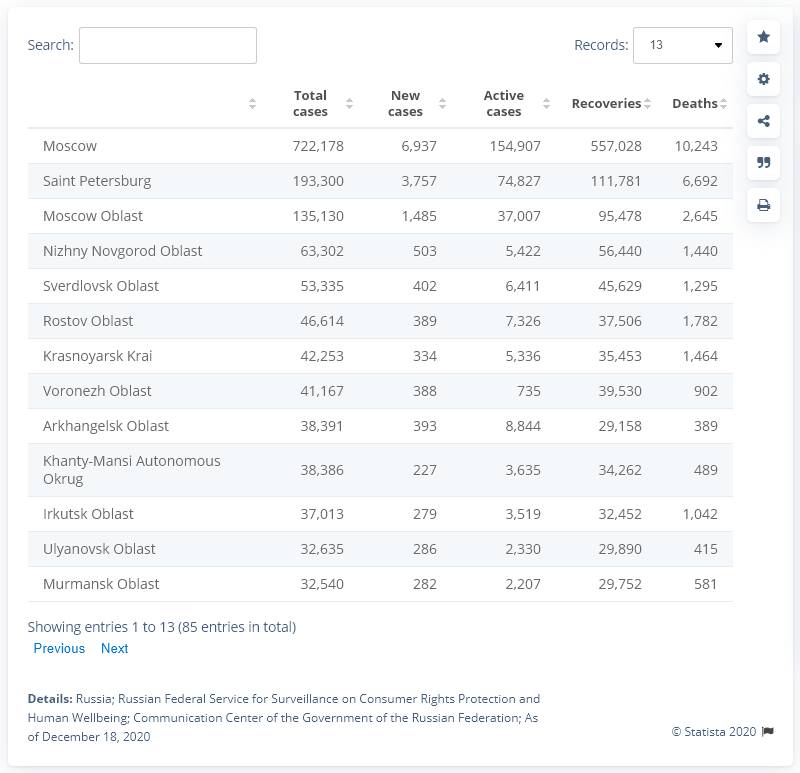 Search:
Records: 13
Total cases New cases Active cases Recoveries Deaths
Moscow 722,178 6,937 154,907 557,028 10,243
Saint Petersburg 193,300 3,757 74,827 111,781 6,692
Moscow Oblast 135,130 1,485 37,007 95,478 2,645
Nizhny Novgorod Oblast 63,302 503 5,422 56,440 1,440
Sverdlovsk Oblast 53,335 402 6,411 45,629 1,295
Rostov Oblast 46,614 389 7,326 37,506 1,782
Krasnoyarsk Krai 42,253 334 5,336 35,453 1,464
Voronezh Oblast 41,167 388 735 39,530 902
Arkhangelsk Oblast 38,391 393 8,844 29,158 389
Khanty-Mansi Autonomous
Okrug 38,386 227 3,635 34,262 489
Irkutsk Oblast 37,013 279 3,519 32,452 1,042
Ulyanovsk Oblast 32,635 286 2,330 29,890 415
Murmansk Oblast 32,540 282 2,207 29,752 581
Showing entries 1 to 13 (85 entries in total)
Previous Next
Details: Russia; Russian Federal Service for Surveillance on Consumer Rights Protection and
Human Wellbeing; Communication Center of the Government of the Russian Federation; As
of December 18, 2020
© Statista 2020